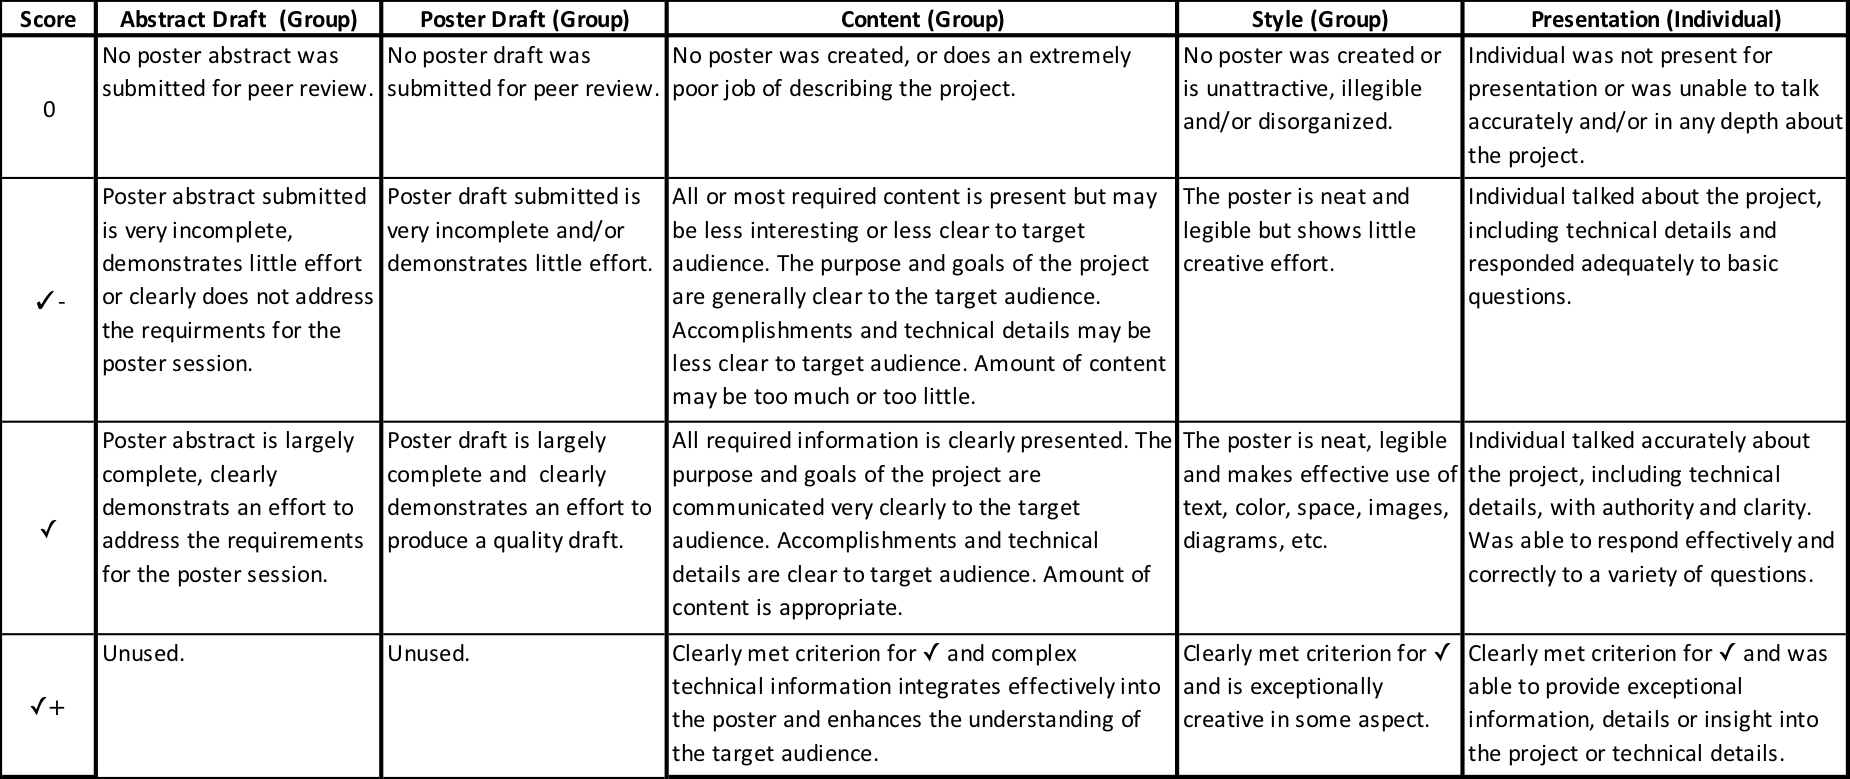 Score
Abstract Draft  (Group)
Poster Draft (Group)
Content (Group)
Style (Group)
Presentation (Individual)
0
No poster abstract was
submitted for peer review.
No poster draft was
submitted for peer review.
No poster was created, or does an extremely
poor job of describing the project.
No poster was created or
is unattractive, illegible
and/or disorganized.
Individual was not present for
presentation or was unable to talk
accurately and/or in any depth about
the project.
✓-
Poster abstract submitted
is very incomplete,
demonstrates little effort
or clearly does not address
the requirments for the
poster session.
Poster draft submitted is
very incomplete and/or
demonstrates little effort.
All or most required content is present but may
be less interesting or less clear to target
audience. The purpose and goals of the project
are generally clear to the target audience.
Accomplishments and technical details may be
less clear to target audience. Amount of content
may be too much or too little.
The poster is neat and
legible but shows little
creative effort.
Individual talked about the project,
including technical details and
responded adequately to basic
questions.
✓
Poster abstract is largely
complete, clearly
demonstrats an effort to
address the requirements
for the poster session.
Poster draft is largely
complete and  clearly
demonstrates an effort to
produce a quality draft.
All required information is clearly presented. The
purpose and goals of the project are
communicated very clearly to the target
audience. Accomplishments and technical
details are clear to target audience. Amount of
content is appropriate.
The poster is neat, legible
and makes effective use of
text, color, space, images,
diagrams, etc.
Individual talked accurately about
the project, including technical
details, with authority and clarity.
Was able to respond effectively and
correctly to a variety of questions.
✓+
Unused.
Unused.
Clearly met criterion for ✓ and complex
technical information integrates effectively into
the poster and enhances the understanding of
the target audience.
Clearly met criterion for ✓
and is exceptionally
creative in some aspect.
Clearly met criterion for ✓ and was
able to provide exceptional
information, details or insight into
the project or technical details.